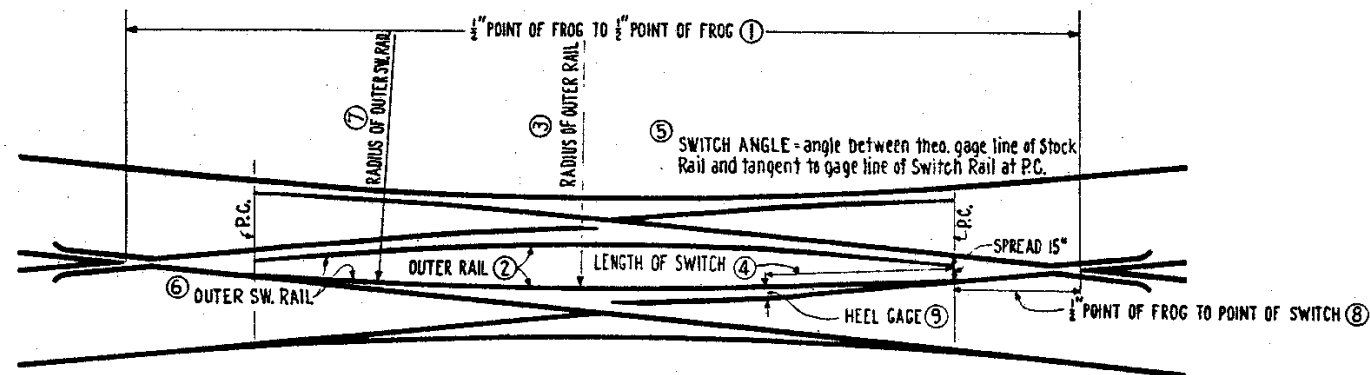 ½" POINT OF FROG TO ½" POINT OF FROG ①
⑦ RADIUS OF OUTER SW. RAIL
③ RADIUS OF OUTER RAIL
⑤ SWITCH ANGLE = angle between theo. gage line of Stock
Rail and tangent to gage line of Switch Rail at P.C.
P.C.
P.C.
SPREAD 15"
OUTER RAIL ②
LENGTH OF SWITCH ④
⑥ OUTER SW. RAIL
HEEL GAGE ⑨
½" POINT OF FROG TO POINT OF SWITCH ⑧